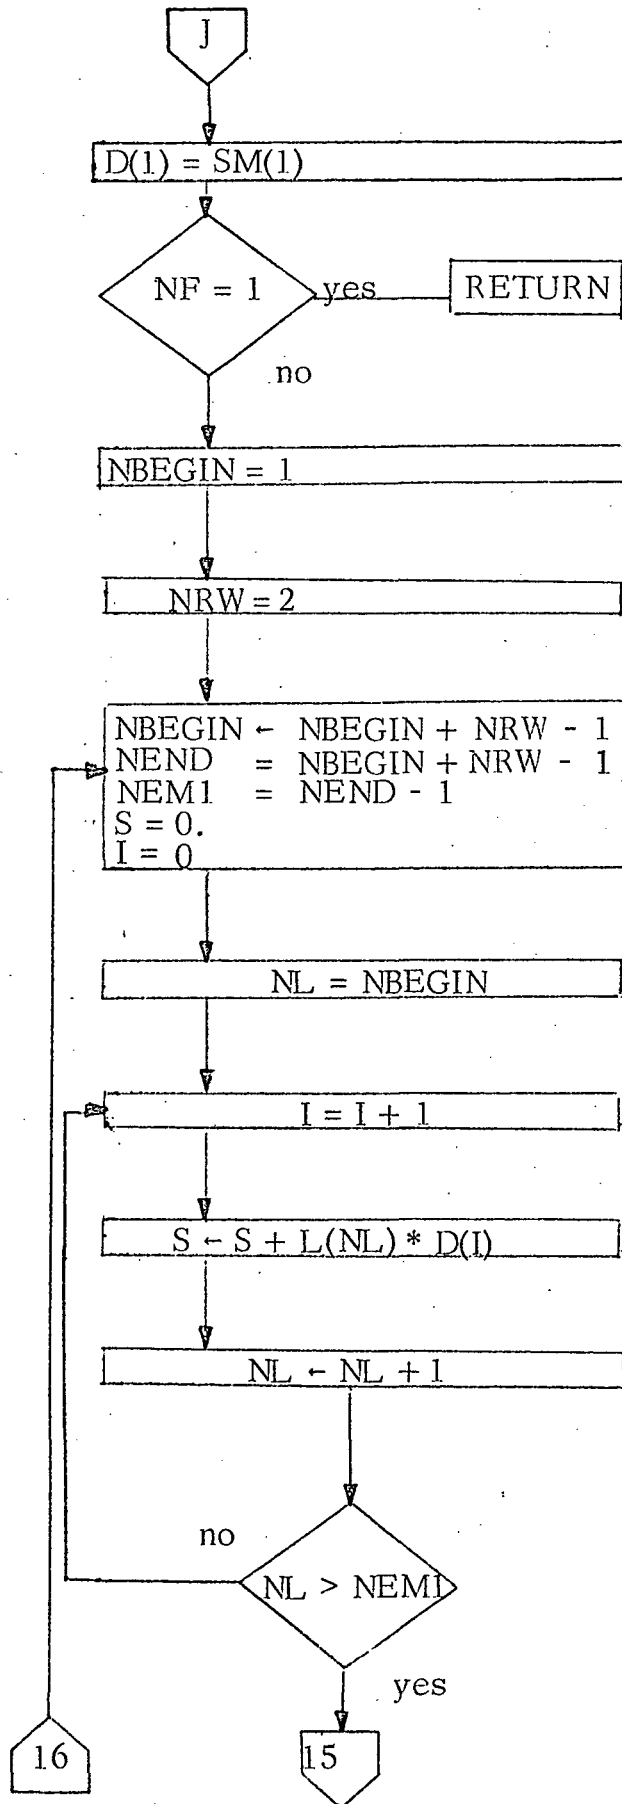 J
D(1) = SM(1)
NF = 1
yes
RETURN
no
NBEGIN = 1
NRW = 2
NBEGIN ← NBEGIN + NRW - 1
NEND = NBEGIN + NRW - 1
NEM1 = NEND - 1
S = 0.
I = 0
NL = NBEGIN
I = I + 1
S ← S + L(NL) * D(I)
NL ← NL + 1
no
NL > NEM1
yes
16
15